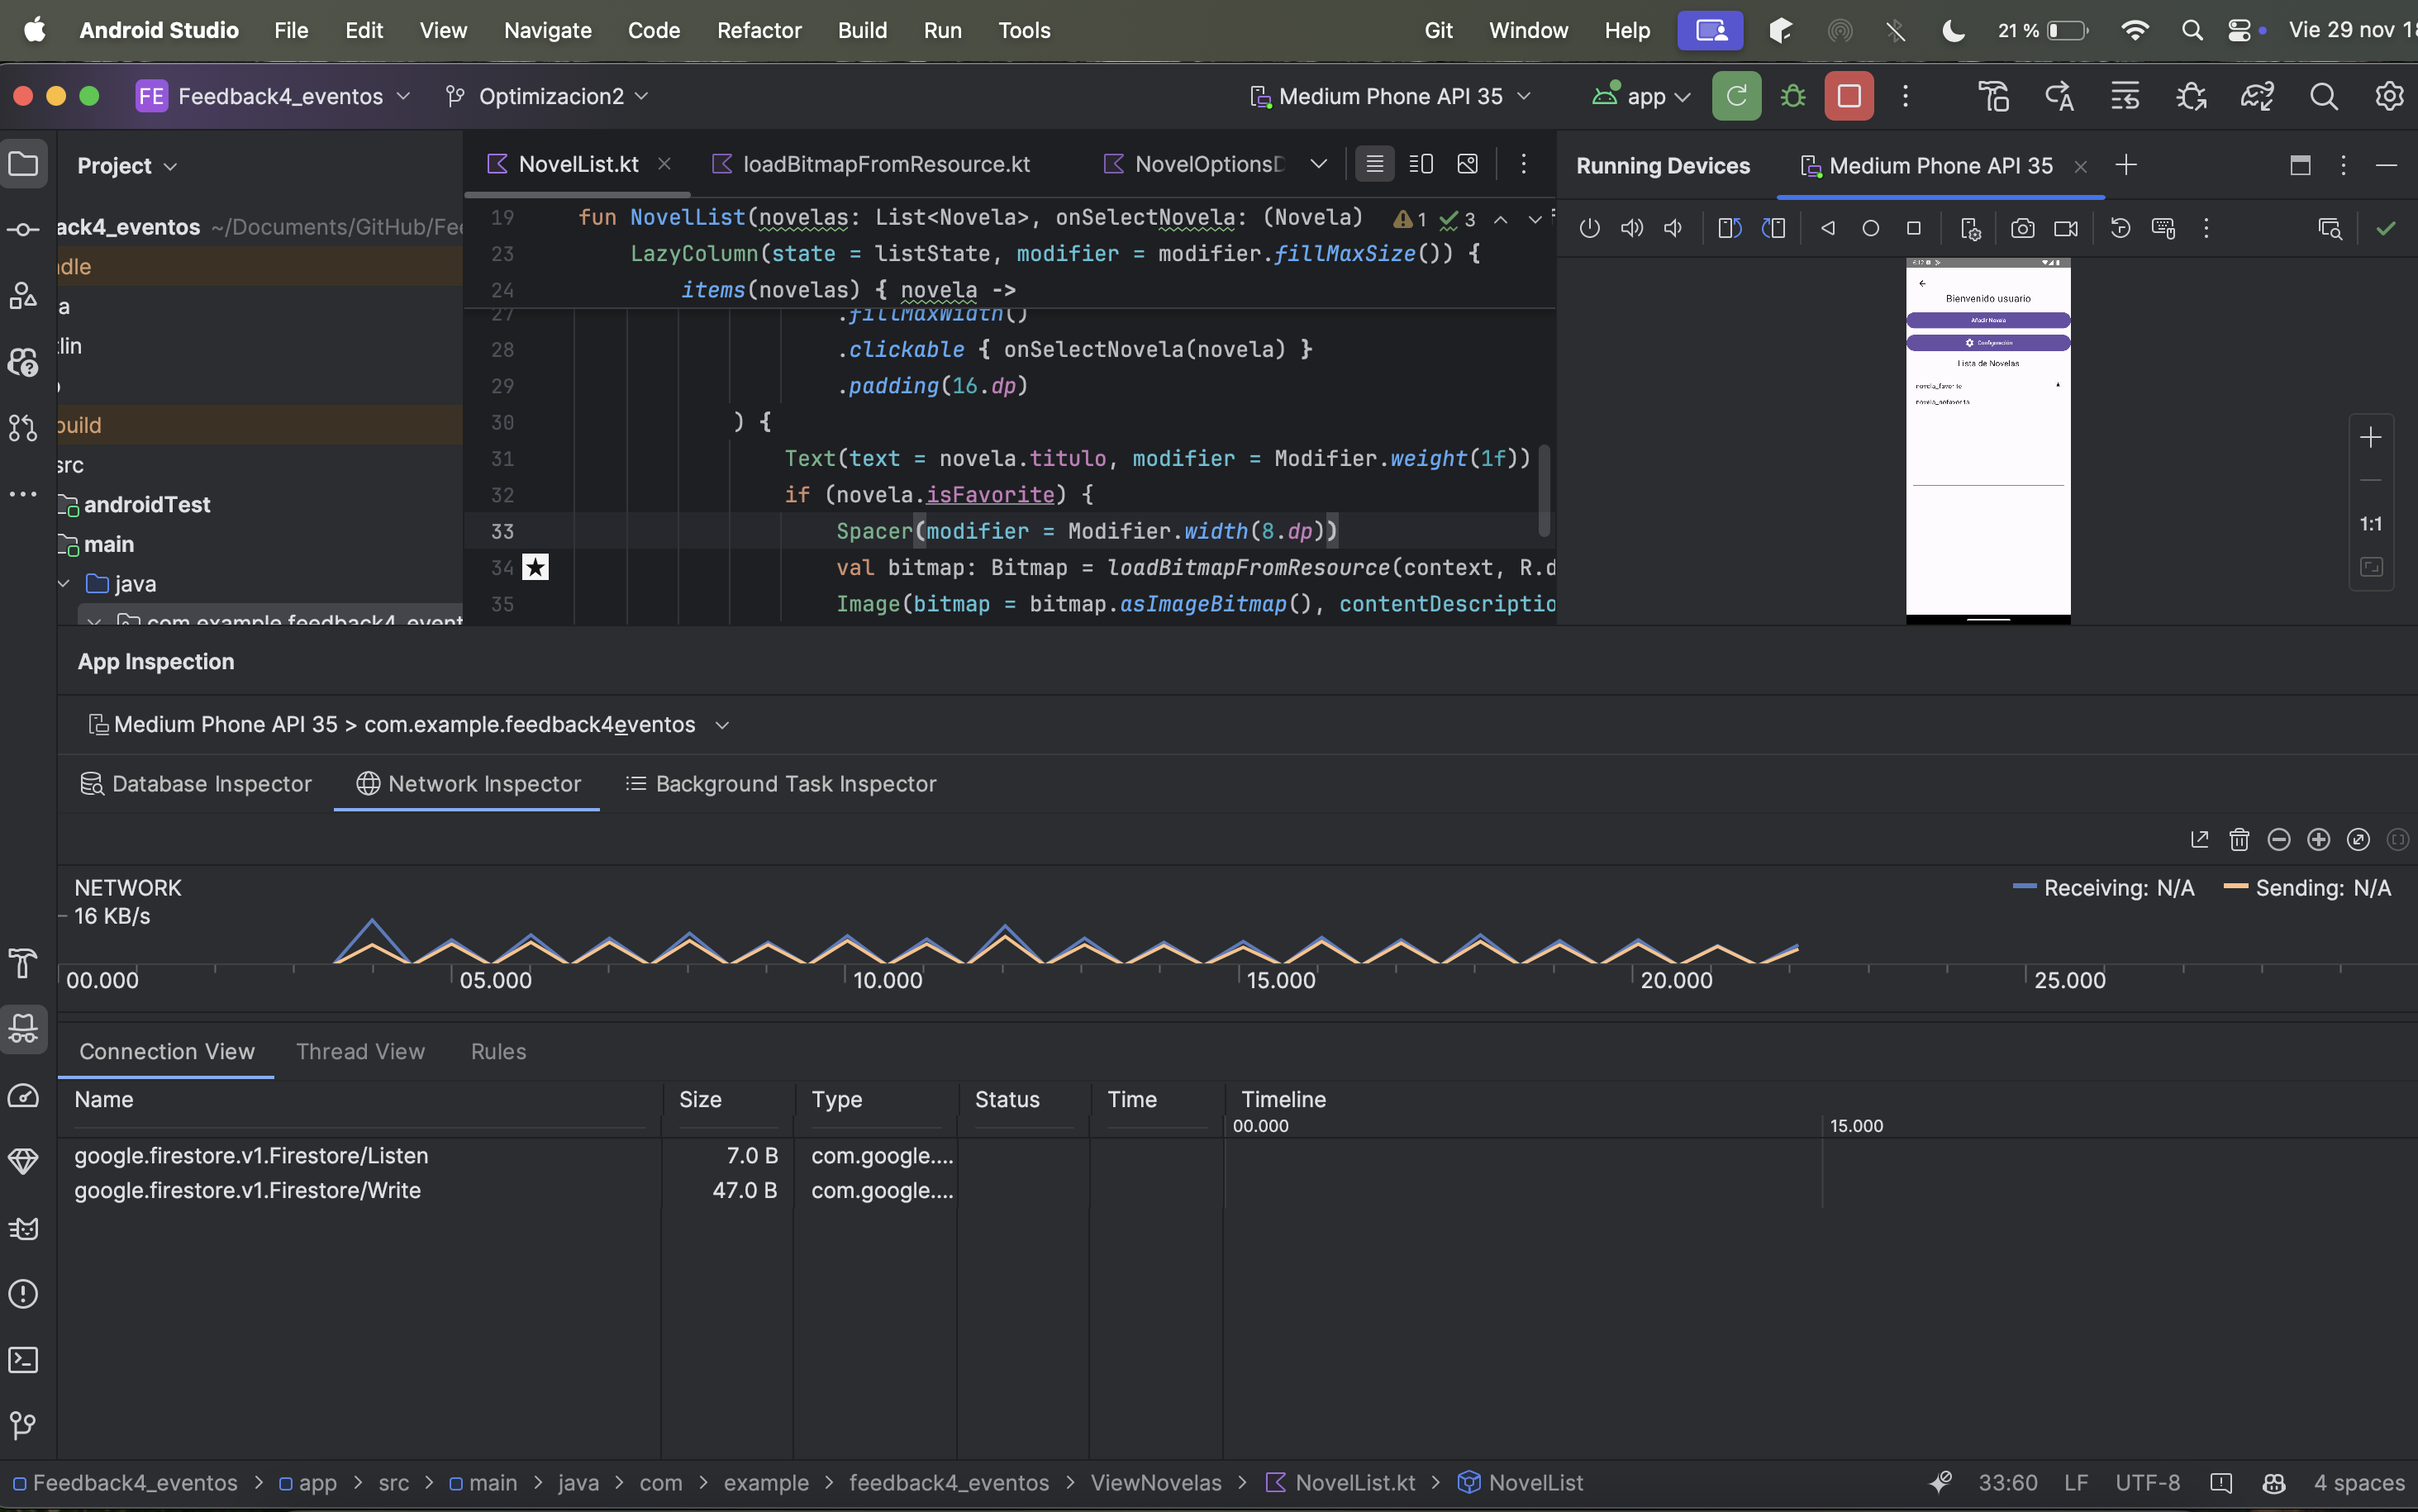 Android Studio File Edit View Navigate Code Refactor Build Run Tools Git Window Help 21 % Vie 29 nov 18
FE Feedback4_eventos Optimizacion2 Medium Phone API 35 app
Project
NovelList.kt loadBitmapFromResource.kt NovelOptionsD
Running Devices Medium Phone API 35
ack4_eventos ~/Documents/GitHub/Fee
dle
a
lin
build
src
androidTest
main
java
com.example.feedback4_event
19 fun NovelList(novelas: List<Novela>, onSelectNovela: (Novela) 1 3
23 LazyColumn(state = listState, modifier = modifier.fillMaxSize()) {
24 items(novelas) { novela ->
27 .fillMaxWidth()
28 .clickable { onSelectNovela(novela) }
29 .padding(16.dp)
30 ) {
31 Text(text = novela.titulo, modifier = Modifier.weight(1f))
32 if (novela.isFavorite) {
33 Spacer(modifier = Modifier.width(8.dp))
34 val bitmap: Bitmap = loadBitmapFromResource(context, R.d
35 Image(bitmap = bitmap.asImageBitmap(), contentDescriptio
Bienvenido usuario
Añadir Novela
Configuración
Lista de Novelas
novela_favorito
1:1
App Inspection
Medium Phone API 35 > com.example.feedback4eventos
Database Inspector Network Inspector Background Task Inspector
NETWORK
16 KB/s
Receiving: N/A Sending: N/A
00.000 05.000 10.000 15.000 20.000 25.000
Connection View Thread View Rules
Name Size Type Status Time Timeline
00.000 15.000
google.firestore.v1.Firestore/Listen 7.0 B com.google....
google.firestore.v1.Firestore/Write 47.0 B com.google....
Feedback4_eventos > app > src > main > java > com > example > feedback4_eventos > ViewNovelas > NovelList.kt > NovelList 33:60 LF UTF-8 4 spaces